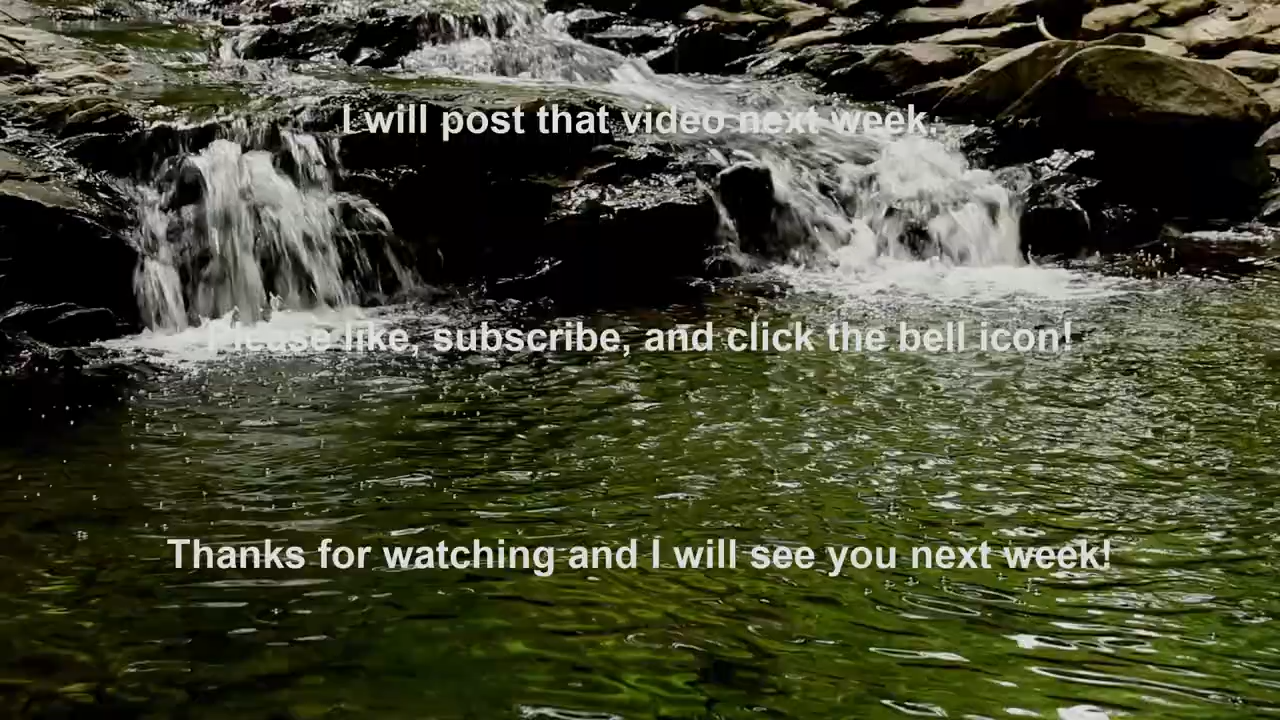 I will post that video next week.
Please like, subscribe, and click the bell icon!
Thanks for watching and I will see you next week!